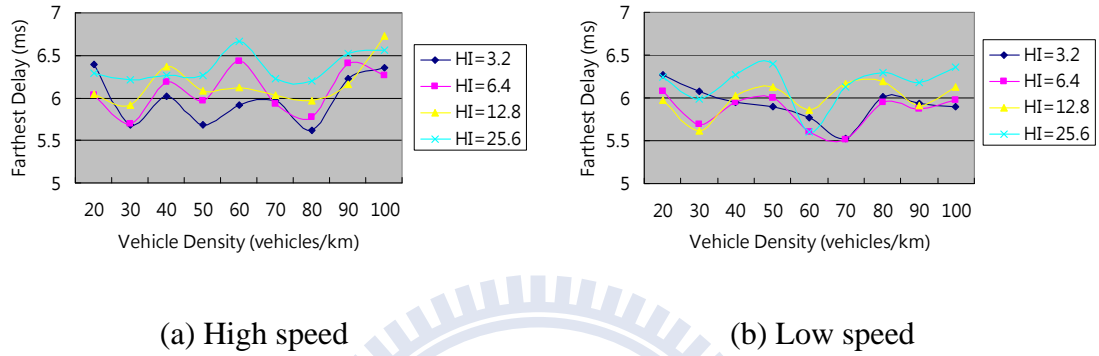 7
6.5
6
5.5
5
Farthest Delay (ms)
20 30 40 50 60 70 80 90 100
Vehicle Density (vehicles/km)
HI=3.2
HI=6.4
HI=12.8
HI=25.6
(a) High speed
7
6.5
6
5.5
5
Farthest Delay (ms)
20 30 40 50 60 70 80 90 100
Vehicle Density (vehicles/km)
HI=3.2
HI=6.4
HI=12.8
HI=25.6
(b) Low speed